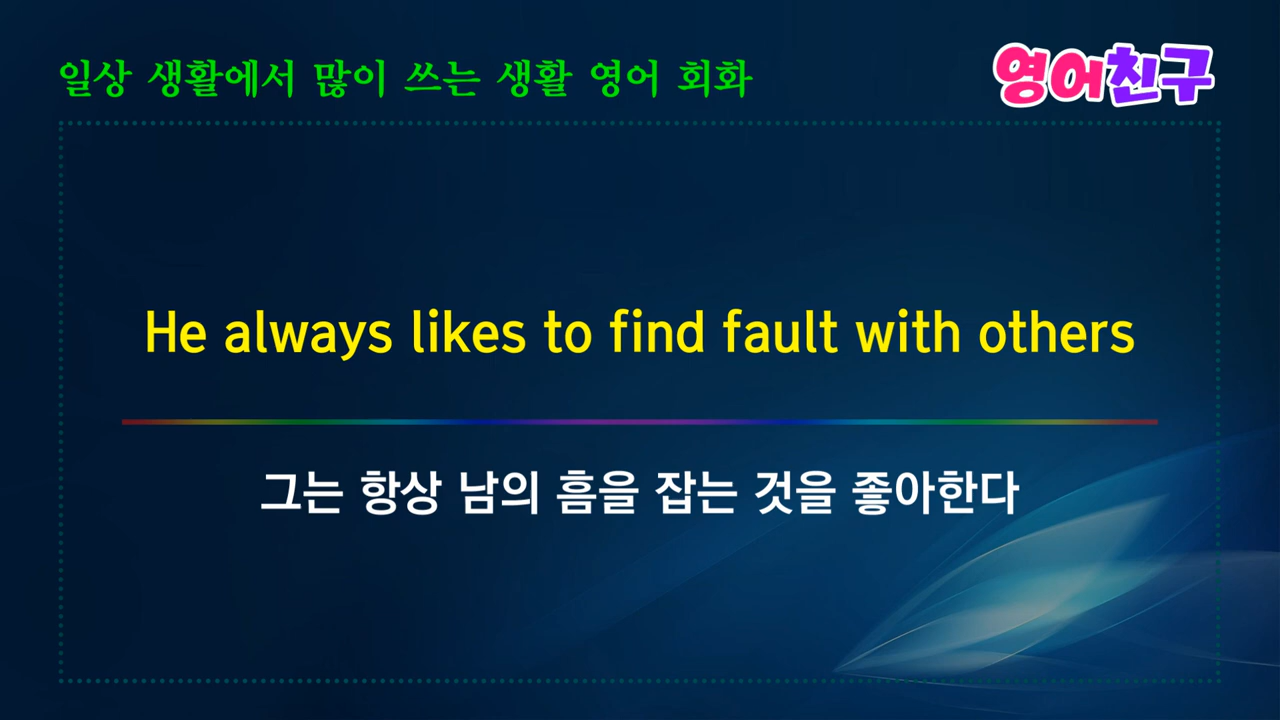 일상 생활에서 많이 쓰는 생활 영어 회화
영어친구
He always likes to find fault with others
그는 항상 남의 흠을 잡는 것을 좋아한다